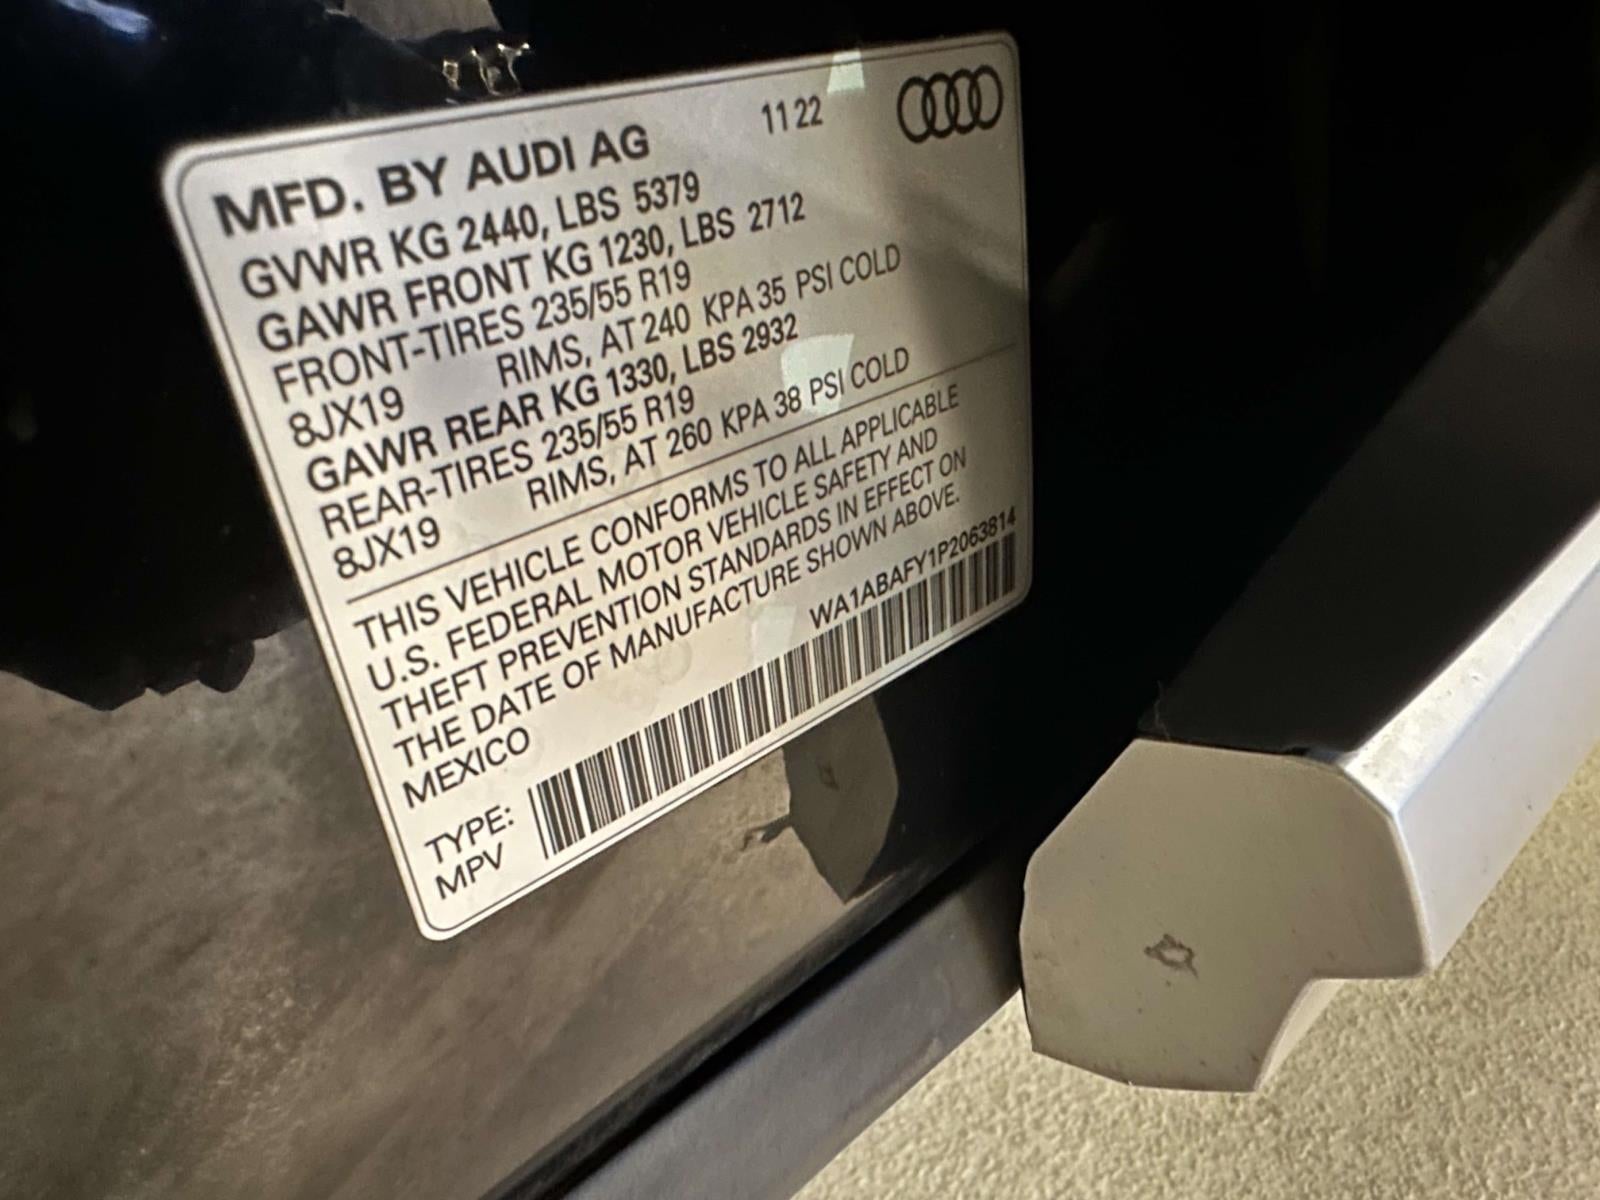 MFD. BY AUDI AG 11 22
GVWR KG 2440, LBS 5379
GAWR FRONT KG 1230, LBS 2712
FRONT-TIRES 235/55 R19
8JX19 RIMS, AT 240 KPA 35 PSI COLD
GAWR REAR KG 1330, LBS 2932
REAR-TIRES 235/55 R19
8JX19 RIMS, AT 260 KPA 38 PSI COLD
THIS VEHICLE CONFORMS TO ALL APPLICABLE
U.S. FEDERAL MOTOR VEHICLE SAFETY AND
THEFT PREVENTION STANDARDS IN EFFECT ON
THE DATE OF MANUFACTURE SHOWN ABOVE.
MEXICO WA1ABAFY1P2063814
TYPE:
MPV